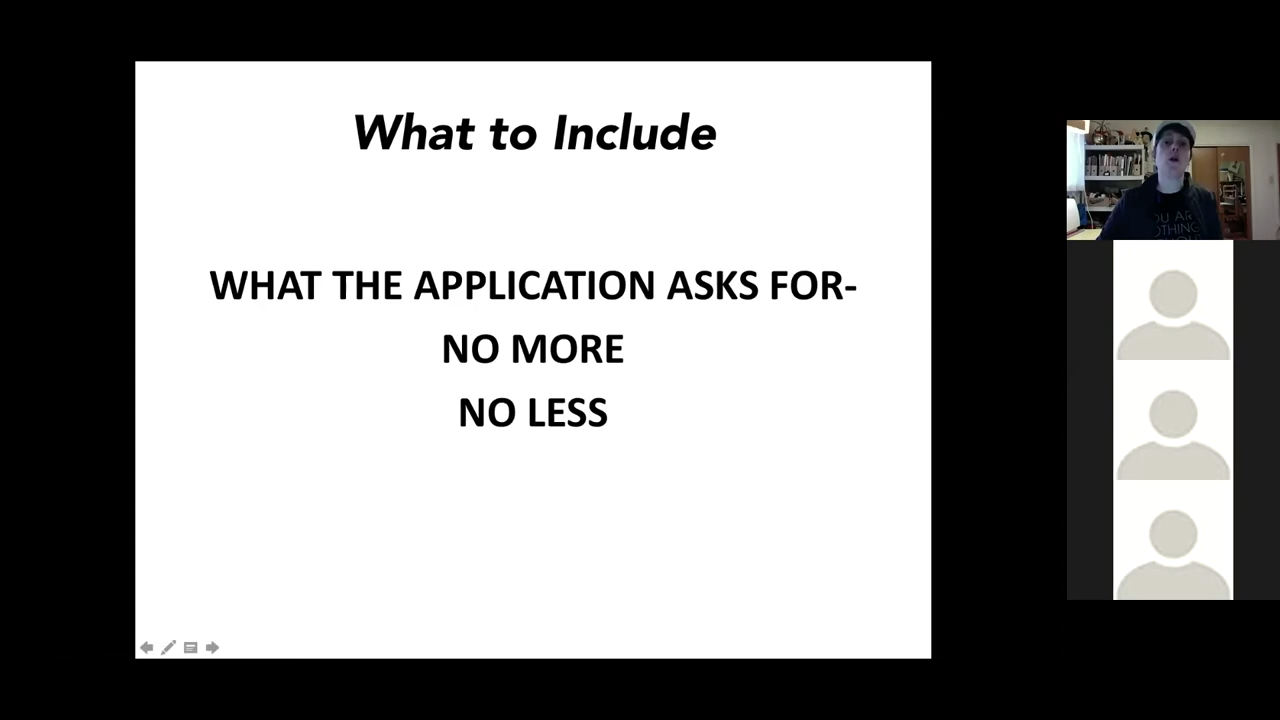 What to Include
WHAT THE APPLICATION ASKS FOR-
NO MORE
NO LESS